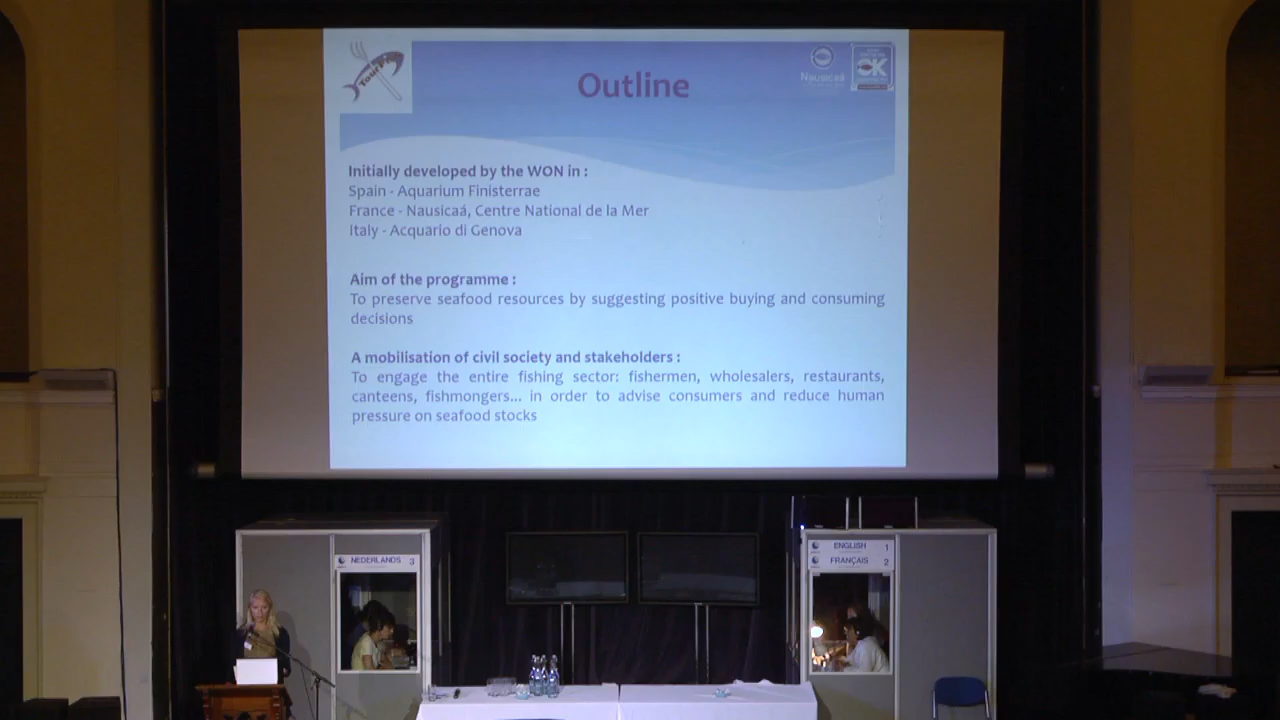 TourFish
Outline
NAUSICAÁ
OK
Initially developed by the WON in :
Spain - Aquarium Finisterrae
France - Nausicaá, Centre National de la Mer
Italy - Acquario di Genova
Aim of the programme :
To preserve seafood resources by suggesting positive buying and consuming
decisions
A mobilisation of civil society and stakeholders :
To engage the entire fishing sector: fishermen, wholesalers, restaurants,
canteens, fishmongers... in order to advise consumers and reduce human
pressure on seafood stocks
NEDERLANDS 3
ENGLISH 1
FRANÇAIS 2